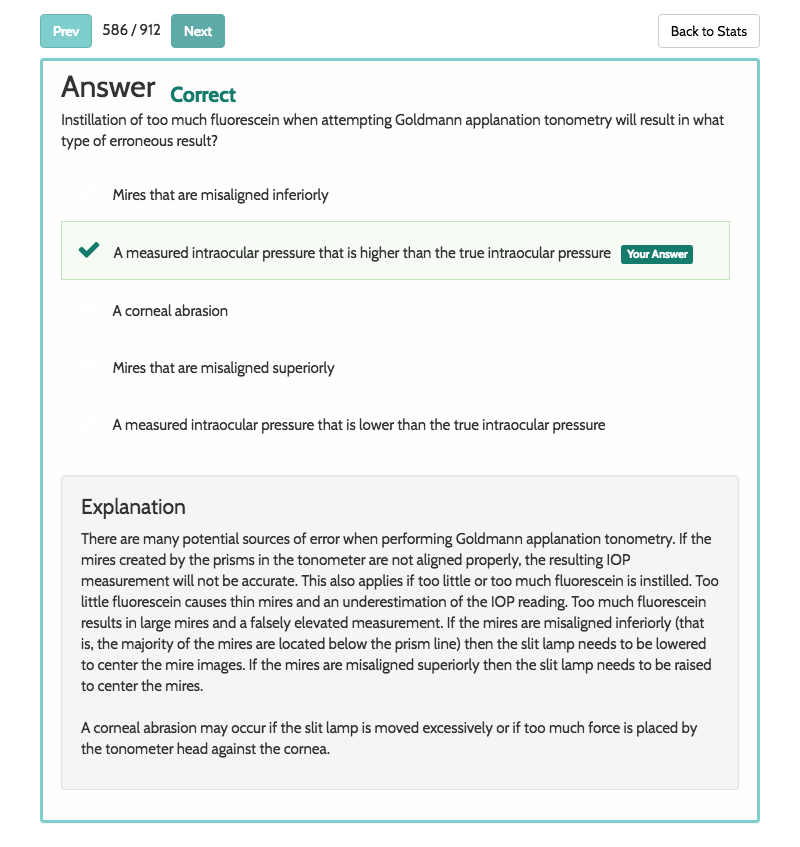 Prev 586 / 912 Next Back to Stats
Answer Correct
Instillation of too much fluorescein when attempting Goldmann applanation tonometry will result in what
type of erroneous result?
Mires that are misaligned inferiorly
A measured intraocular pressure that is higher than the true intraocular pressure Your Answer
A corneal abrasion
Mires that are misaligned superiorly
A measured intraocular pressure that is lower than the true intraocular pressure
Explanation
There are many potential sources of error when performing Goldmann applanation tonometry. If the
mires created by the prisms in the tonometer are not aligned properly, the resulting IOP
measurement will not be accurate. This also applies if too little or too much fluorescein is instilled. Too
little fluorescein causes thin mires and an underestimation of the IOP reading. Too much fluorescein
results in large mires and a falsely elevated measurement. If the mires are misaligned inferiorly (that
is, the majority of the mires are located below the prism line) then the slit lamp needs to be lowered
to center the mire images. If the mires are misaligned superiorly then the slit lamp needs to be raised
to center the mires.
A corneal abrasion may occur if the slit lamp is moved excessively or if too much force is placed by
the tonometer head against the cornea.